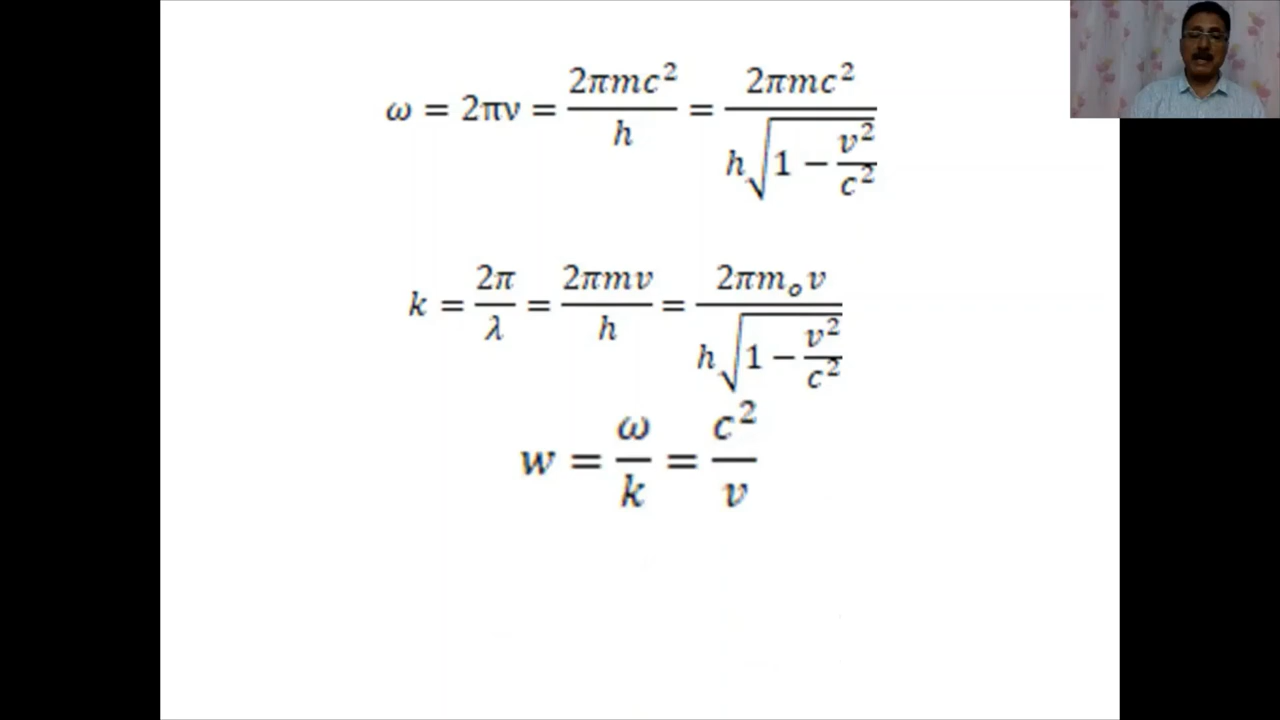 ω = 2πν = 2πmc²/h = 2πmc²/(h√(1 − v²/c²))
k = 2π/λ = 2πmv/h = 2πm₀v/(h√(1 − v²/c²))
w = ω/k = c²/v